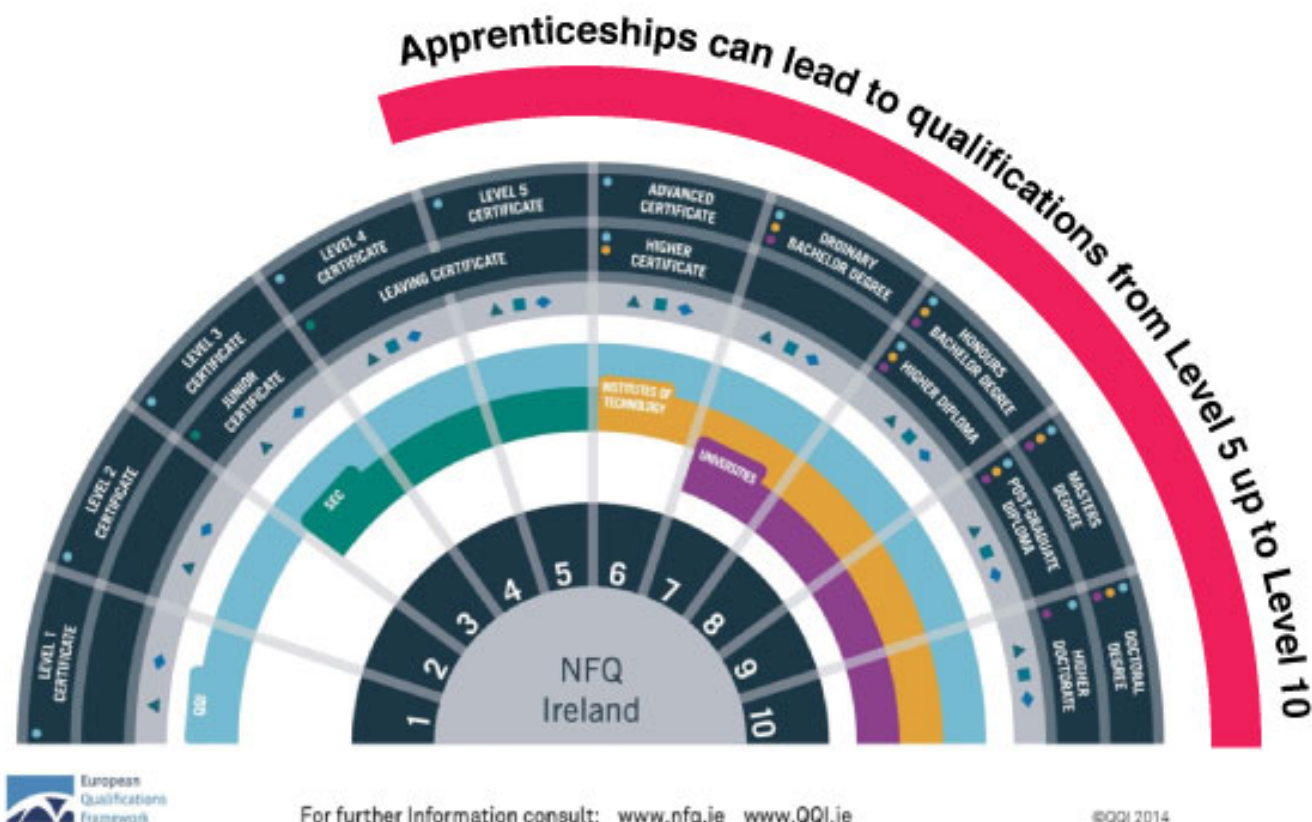 Apprenticeships can lead to qualifications from Level 5 up to Level 10
LEVEL 1
CERTIFICATE
LEVEL 2
CERTIFICATE
LEVEL 3
CERTIFICATE
JUNIOR
CERTIFICATE
LEVEL 4
CERTIFICATE
LEVEL 5
CERTIFICATE
LEAVING CERTIFICATE
ADVANCED
CERTIFICATE
HIGHER
CERTIFICATE
ORDINARY
BACHELOR DEGREE
HONOURS
BACHELOR DEGREE
HIGHER DIPLOMA
MASTERS
DEGREE
POST-GRADUATE
DIPLOMA
DOCTORAL
DEGREE
HIGHER
DOCTORATE
QQI
SEC
INSTITUTES OF
TECHNOLOGY
UNIVERSITIES
1
2
3
4
5
6
7
8
9
10
NFQ
Ireland
European
Qualifications
Framework
For further Information consult: www.nfq.ie www.QQI.ie
©QQI 2014